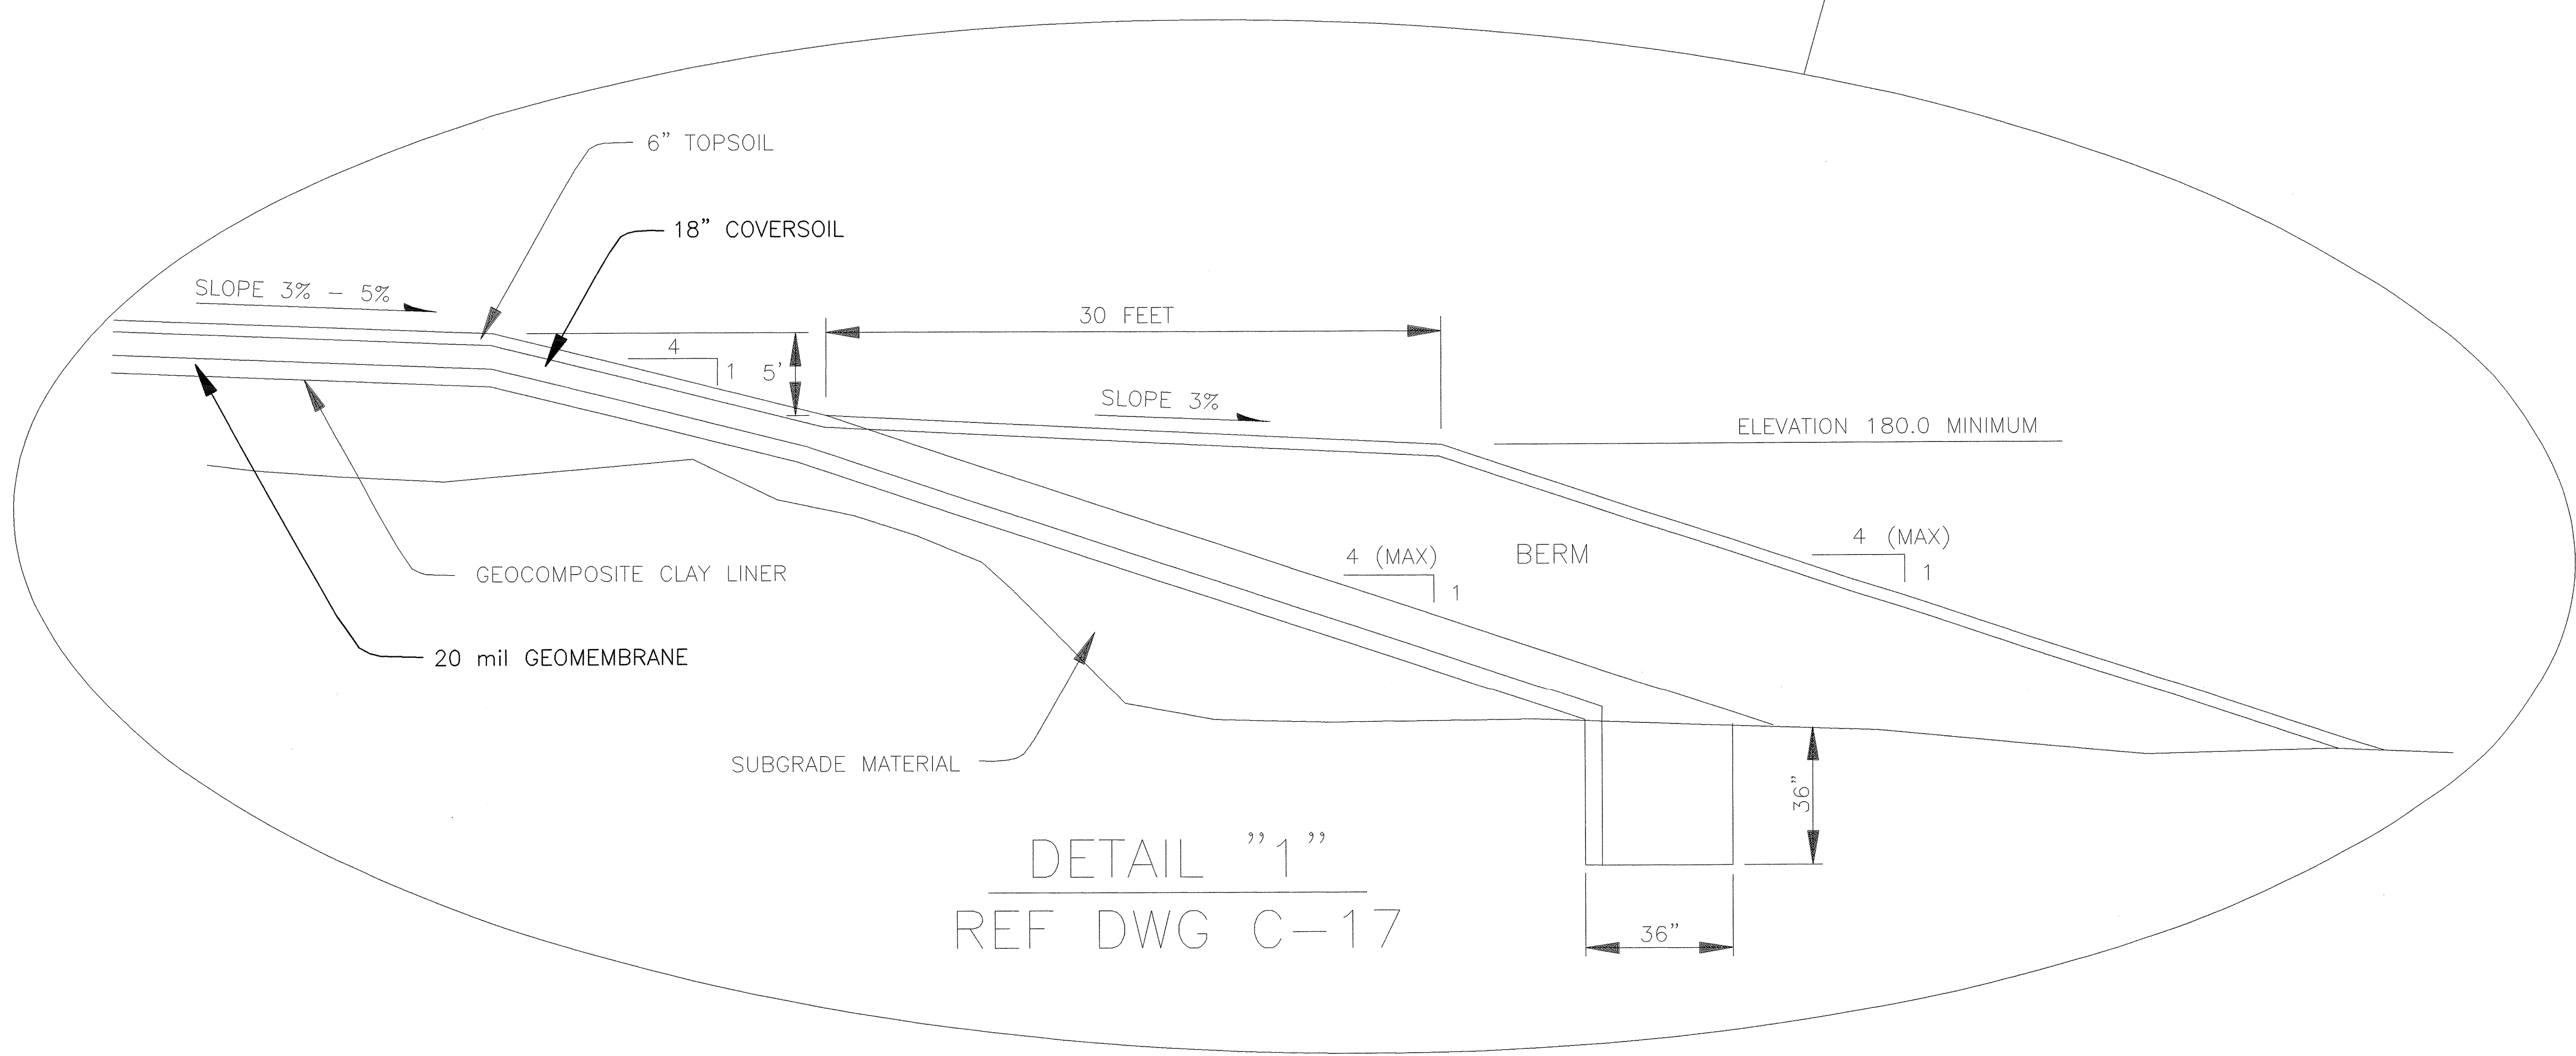 6” TOPSOIL
18” COVERSOIL
SLOPE 3% - 5%
30 FEET
4
1
5'
SLOPE 3%
ELEVATION 180.0 MINIMUM
4 (MAX)
1
BERM
4 (MAX)
1
GEOCOMPOSITE CLAY LINER
20 mil GEOMEMBRANE
SUBGRADE MATERIAL
36”
DETAIL ”1”
REF DWG C-17
36”